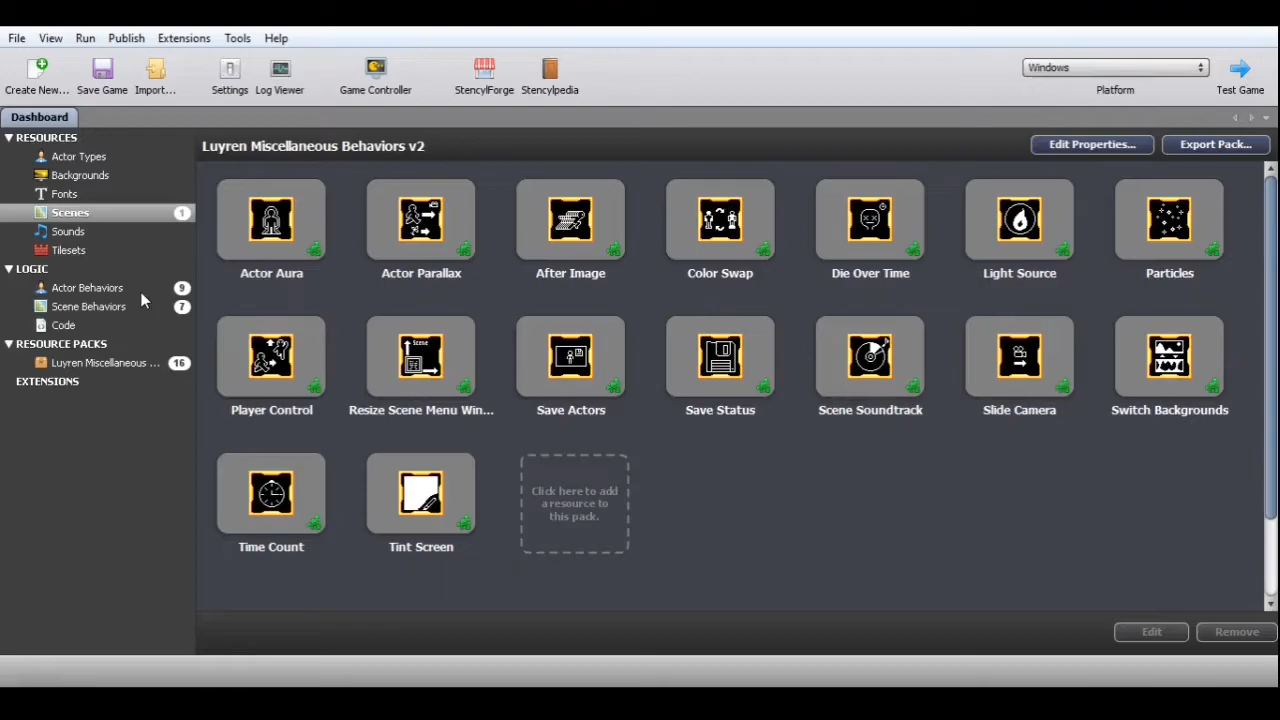 File View Run Publish Extensions Tools Help
Create New... Save Game Import... Settings Log Viewer Game Controller StencylForge Stencylpedia
Windows
Platform
Test Game
Dashboard
RESOURCES
Actor Types
Backgrounds
Fonts
Scenes 1
Sounds
Tilesets
LOGIC
Actor Behaviors 9
Scene Behaviors 7
Code
RESOURCE PACKS
Luyren Miscellaneous ... 16
EXTENSIONS
Luyren Miscellaneous Behaviors v2
Edit Properties... Export Pack...
Actor Aura Actor Parallax After Image Color Swap Die Over Time Light Source Particles
Scene
Player Control Resize Scene Menu Win... Save Actors Save Status Scene Soundtrack Slide Camera Switch Backgrounds
Click here to add
a resource to
this pack.
Time Count Tint Screen
Edit Remove